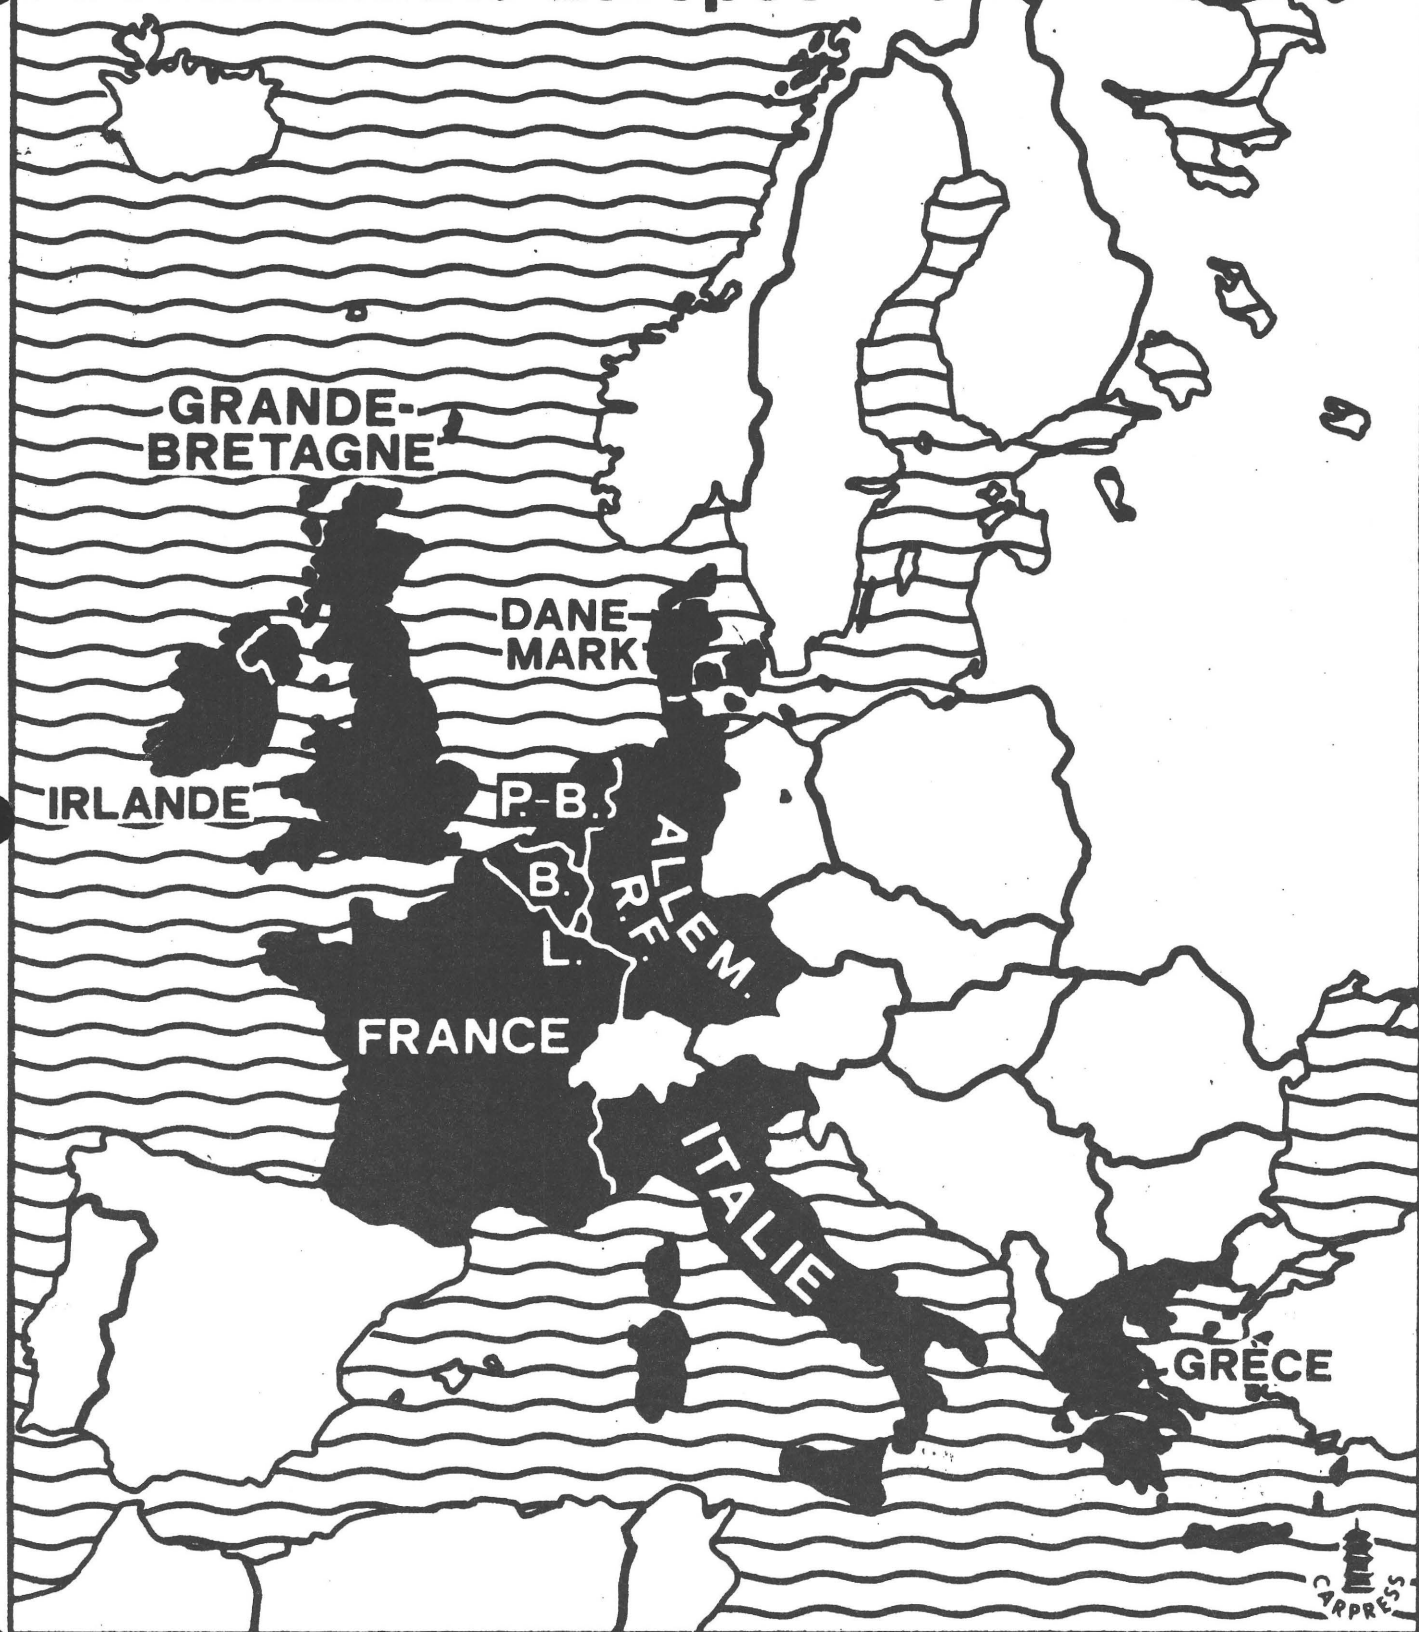 GRANDE-
BRETAGNE
DANE
MARK
IRLANDE
P.-B.
B.
L.
ALLEM.
R.F.
FRANCE
ITALIE
GRÈCE
CARPRESS